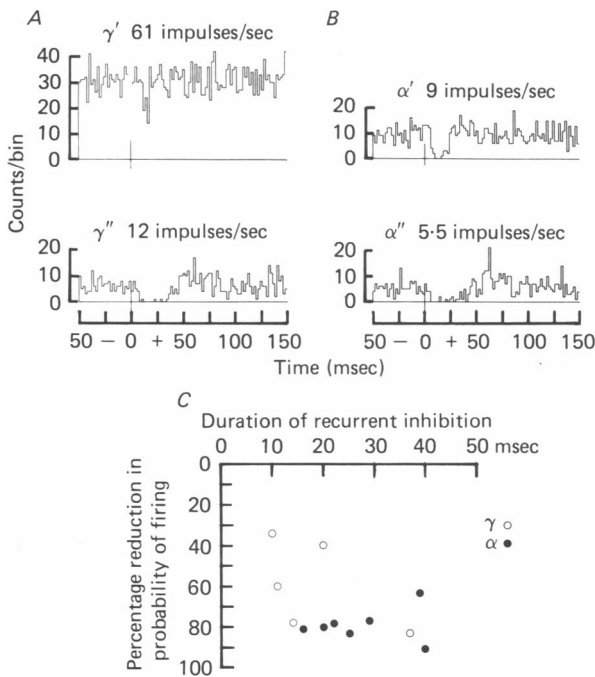 A
γ′ 61 impulses/sec
40
30
20
10
0
Counts/bin
γ″ 12 impulses/sec
20
10
0
50 − 0 + 50 100 150
B
α′ 9 impulses/sec
20
10
0
α″ 5·5 impulses/sec
20
10
0
50 − 0 + 50 100 150
Time (msec)
C
Duration of recurrent inhibition
0 10 20 30 40 50 msec
0
20
40
60
80
100
Percentage reduction in
probability of firing
γ ○
α ●